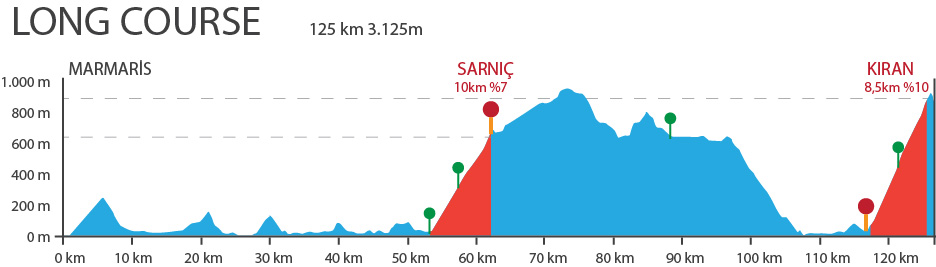 LONG COURSE
125 km 3.125m
MARMARİS
SARNIÇ
10km %7
KIRAN
8,5km %10
1.000 m
800 m
600 m
400 m
200 m
0 m
0 km
10 km
20 km
30 km
40 km
50 km
60 km
70 km
80 km
90 km
100 km
110 km
120 km